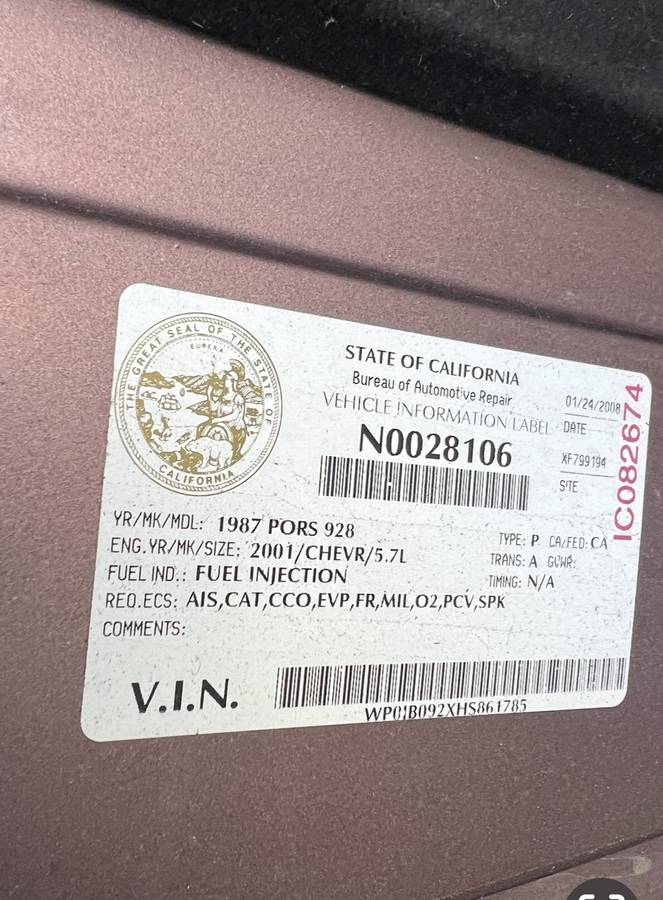 THE GREAT SEAL OF THE STATE OF CALIFORNIA
EUREKA
STATE OF CALIFORNIA
Bureau of Automotive Repair
VEHICLE INFORMATION LABEL
N0028106
01/24/2008
DATE
XF799194
SITE
IC082674
YR/MK/MDL: 1987 PORS 928
ENG.YR/MK/SIZE: 2001/CHEVR/5.7L
FUEL IND.: FUEL INJECTION
REQ.ECS: AIS,CAT,CCO,EVP,FR,MIL,O2,PCV,SPK
COMMENTS:
TYPE: P CA/FED: CA
TRANS: A GVWR:
TIMING: N/A
V.I.N.
WP0JB092XHS861785